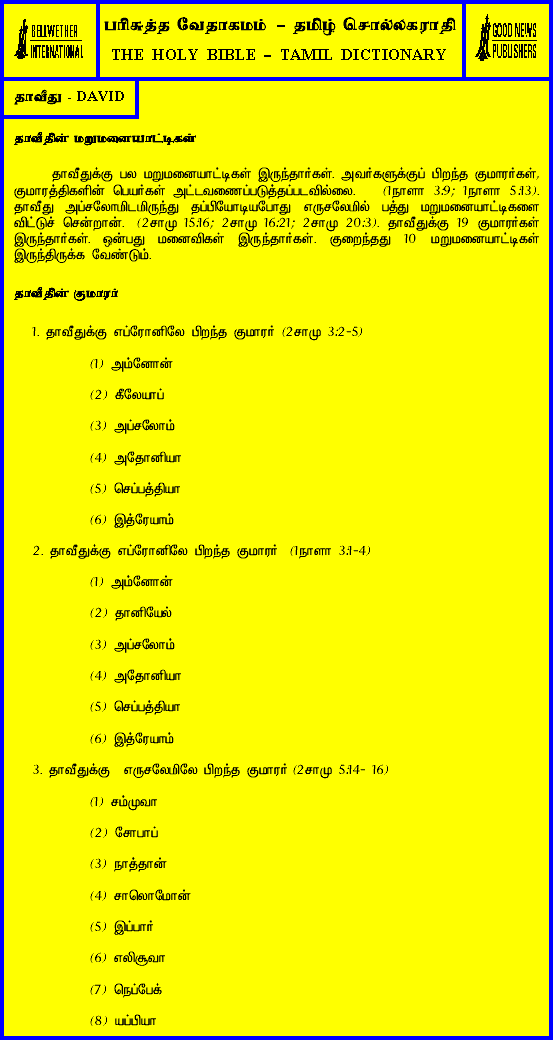 BELLWETHER
INTERNATIONAL
பரிசுத்த வேதாகமம் – தமிழ் சொல்லகராதி
THE HOLY BIBLE – TAMIL DICTIONARY
GOOD NEWS
PUBLISHERS
தாவீது - DAVID
தாவீதின் மறுமனையாட்டிகள்
தாவீதுக்கு பல மறுமனையாட்டிகள் இருந்தார்கள். அவர்களுக்குப் பிறந்த குமாரர்கள்,
குமாரத்திகளின் பெயர்கள் அட்டவணைப்படுத்தப்படவில்லை. (1நாளா 3:9; 1நாளா 5:13).
தாவீது அப்சலோமிடமிருந்து தப்பியோடியபோது எருசலேமில் பத்து மறுமனையாட்டிகளை
விட்டுச் சென்றான். (2சாமு 15:16; 2சாமு 16:21; 2சாமு 20:3). தாவீதுக்கு 19 குமாரர்கள்
இருந்தார்கள். ஒன்பது மனைவிகள் இருந்தார்கள். குறைந்தது 10 மறுமனையாட்டிகள்
இருந்திருக்க வேண்டும்.
தாவீதின் குமாரர்
1. தாவீதுக்கு எப்ரோனிலே பிறந்த குமாரர் (2சாமு 3:2-5)
(1) அம்னோன்
(2) கீலேயாப்
(3) அப்சலோம்
(4) அதோனியா
(5) செப்பத்தியா
(6) இத்ரேயாம்
2. தாவீதுக்கு எப்ரோனிலே பிறந்த குமாரர் (1நாளா 3:1-4)
(1) அம்னோன்
(2) தானியேல்
(3) அப்சலோம்
(4) அதோனியா
(5) செப்பத்தியா
(6) இத்ரேயாம்
3. தாவீதுக்கு எருசலேமிலே பிறந்த குமாரர் (2சாமு 5:14- 16)
(1) சம்முவா
(2) சோபாப்
(3) நாத்தான்
(4) சாலொமோன்
(5) இப்பார்
(6) எலிசூவா
(7) நெப்பேக்
(8) யப்பியா